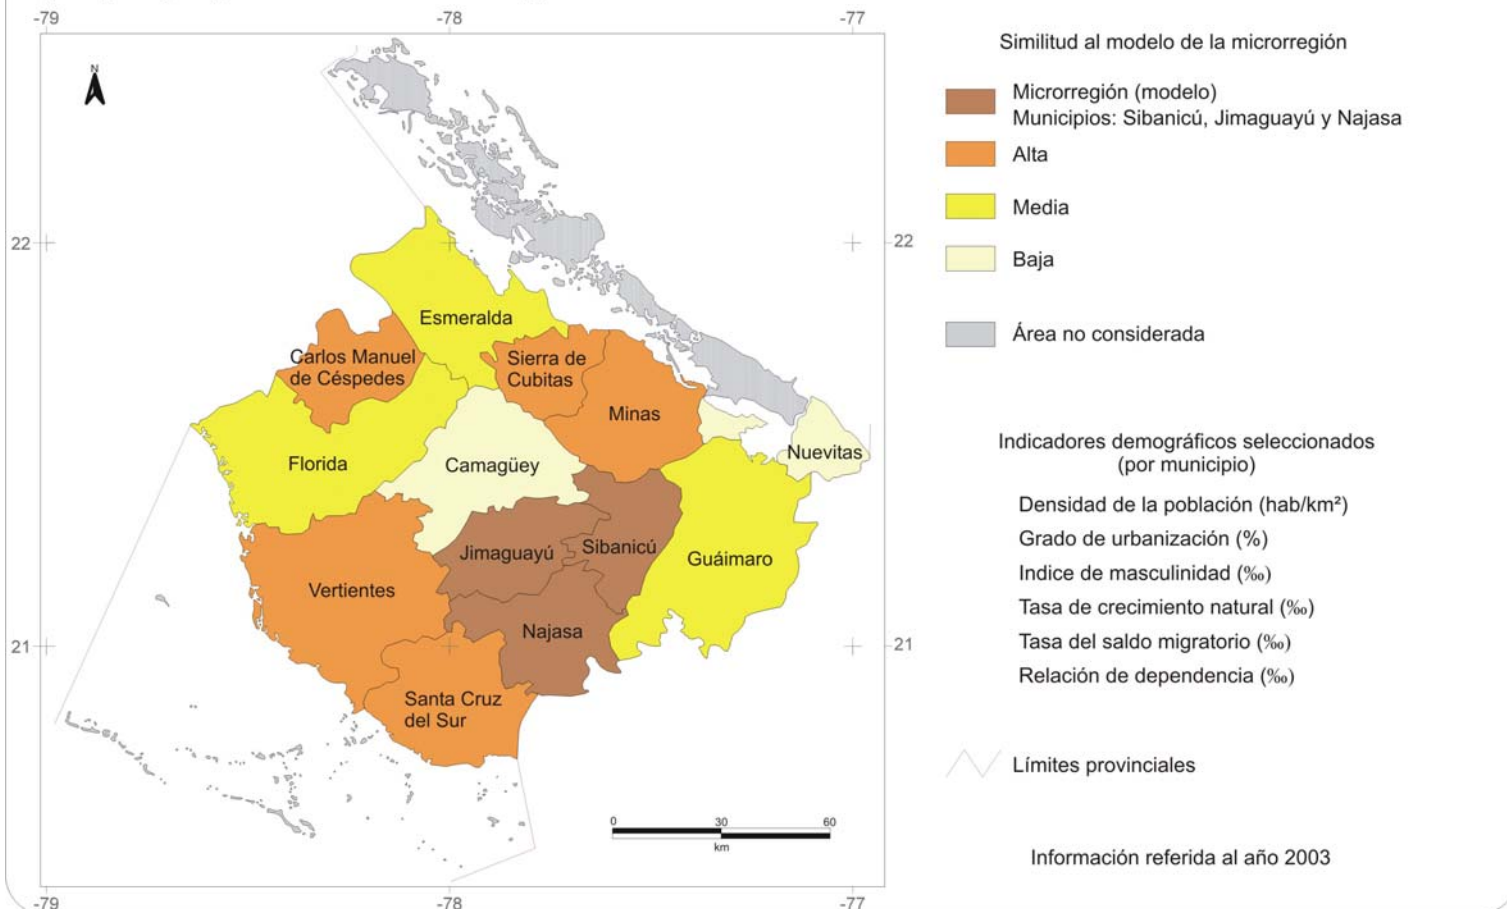 -79
-78
-77
N
22
22
Esmeralda
Carlos Manuel
de Céspedes
Sierra de
Cubitas
Minas
Florida
Camagüey
Nuevitas
Jimaguayú
Sibanicú
Guáimaro
Vertientes
Najasa
21
21
Santa Cruz
del Sur
0 30 60
km
-79
-78
-77
Similitud al modelo de la microrregión
Microrregión (modelo)
Municipios: Sibanicú, Jimaguayú y Najasa
Alta
Media
Baja
Área no considerada
Indicadores demográficos seleccionados
(por municipio)
Densidad de la población (hab/km²)
Grado de urbanización (%)
Indice de masculinidad (‰)
Tasa de crecimiento natural (‰)
Tasa del saldo migratorio (‰)
Relación de dependencia (‰)
Límites provinciales
Información referida al año 2003